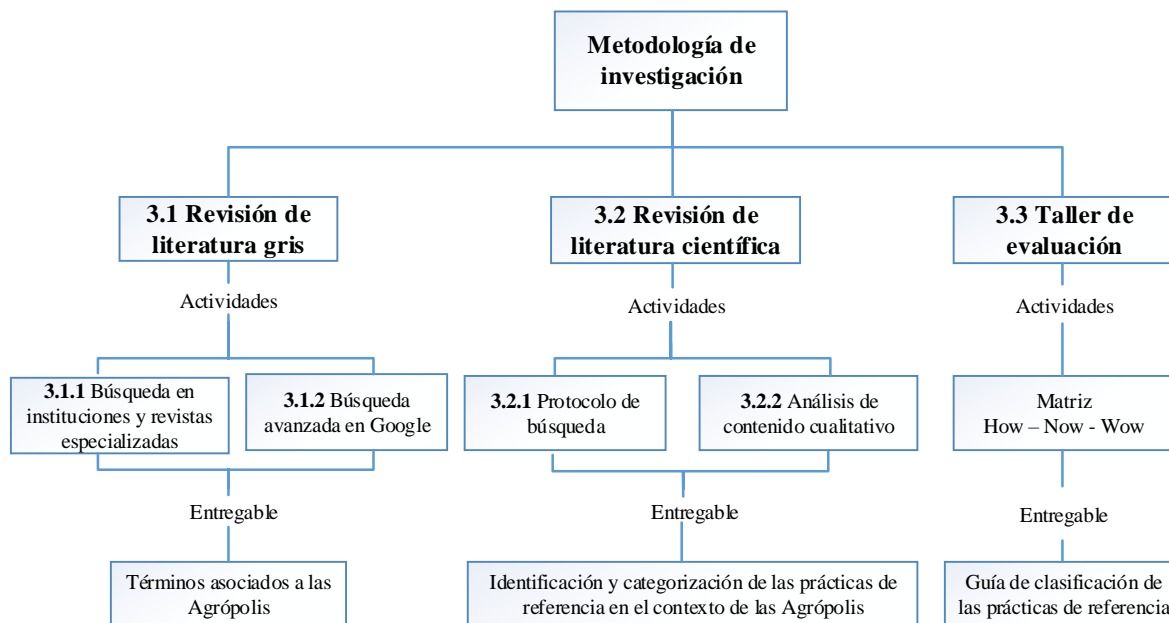 Metodología de
investigación
3.1 Revisión de
literatura gris
Actividades
3.1.1 Búsqueda en
instituciones y revistas
especializadas
3.1.2 Búsqueda
avanzada en Google
Entregable
Términos asociados a las
Agrópolis
3.2 Revisión de
literatura científica
Actividades
3.2.1 Protocolo de
búsqueda
3.2.2 Análisis de
contenido cualitativo
Entregable
Identificación y categorización de las prácticas de
referencia en el contexto de las Agrópolis
3.3 Taller de
evaluación
Actividades
Matriz
How – Now - Wow
Entregable
Guía de clasificación de
las prácticas de referencia